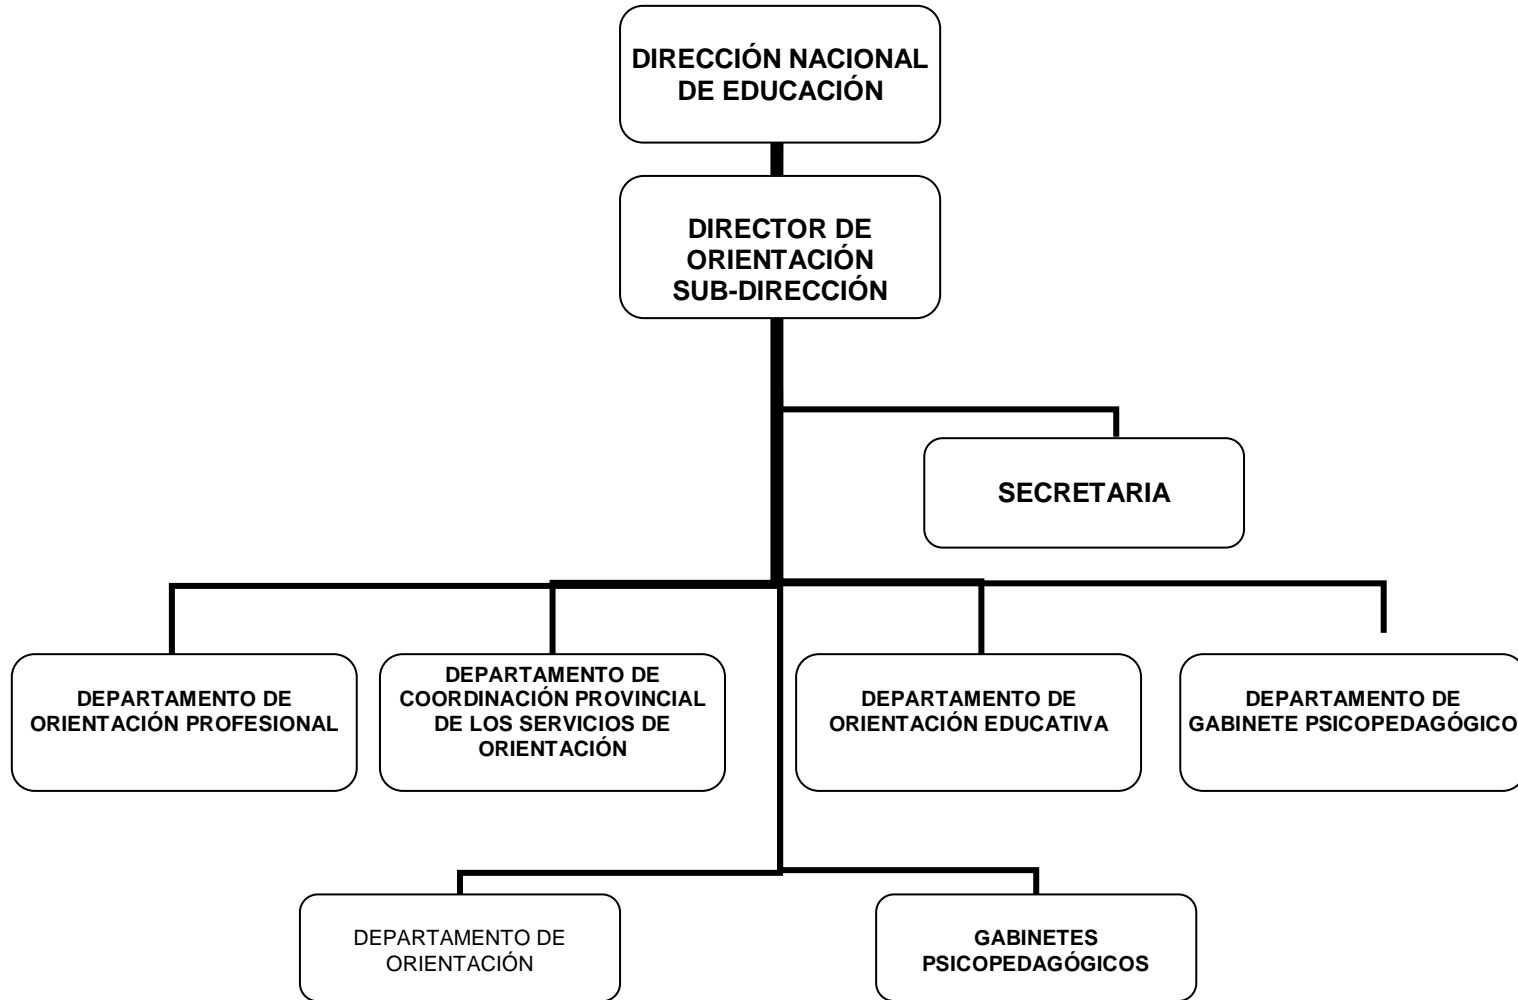 DIRECCIÓN NACIONAL
DE EDUCACIÓN
DIRECTOR DE
ORIENTACIÓN
SUB-DIRECCIÓN
SECRETARIA
DEPARTAMENTO DE
ORIENTACIÓN PROFESIONAL
DEPARTAMENTO DE
COORDINACIÓN PROVINCIAL
DE LOS SERVICIOS DE
ORIENTACIÓN
DEPARTAMENTO DE
ORIENTACIÓN EDUCATIVA
DEPARTAMENTO DE
GABINETE PSICOPEDAGÓGICO
DEPARTAMENTO DE
ORIENTACIÓN
GABINETES
PSICOPEDAGÓGICOS